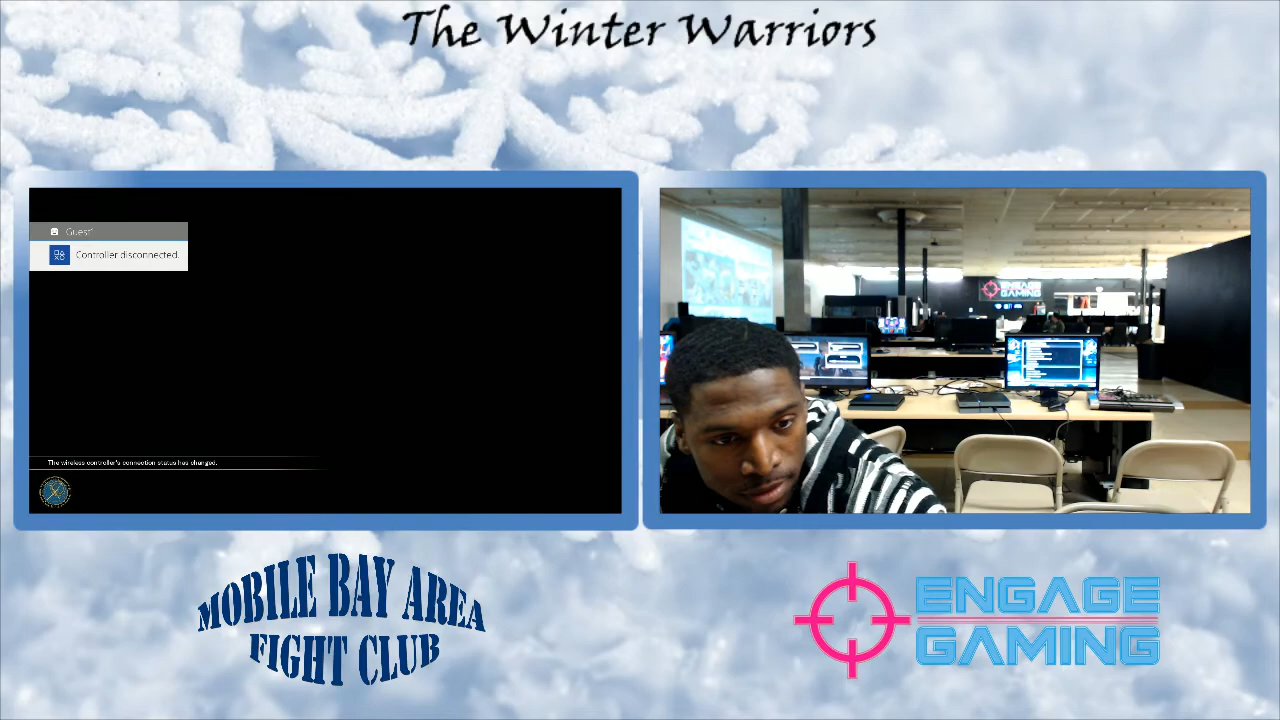 The Winter Warriors
Guest1
Controller disconnected.
The wireless controller's connection status has changed.
ENGAGE
GAMING
MOBILE BAY AREA
FIGHT CLUB
ENGAGE
GAMING